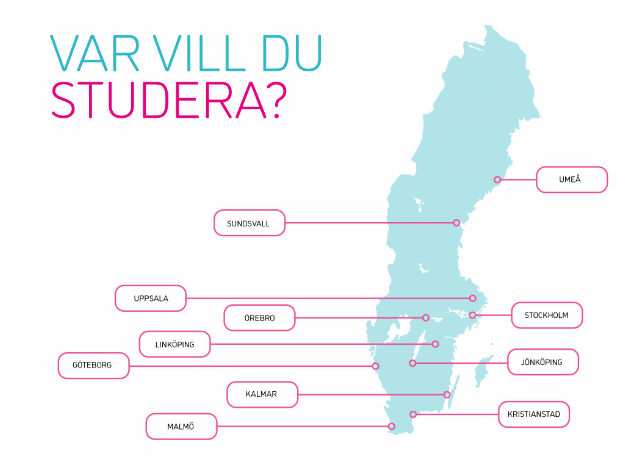 VAR VILL DU
STUDERA?
UMEÅ
SUNDSVALL
UPPSALA
ÖREBRO
STOCKHOLM
LINKÖPING
GÖTEBORG
JÖNKÖPING
KALMAR
KRISTIANSTAD
MALMÖ